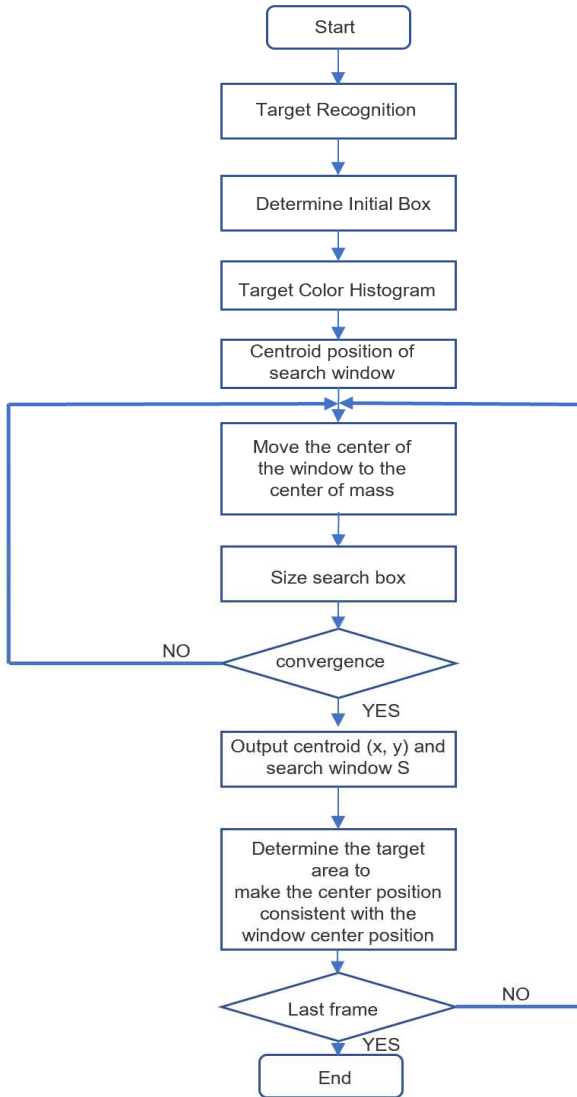 Start
Target Recognition
Determine Initial Box
Target Color Histogram
Centroid position of
search window
Move the center of
the window to the
center of mass
Size search box
NO
convergence
YES
Output centroid (x, y) and
search window S
Determine the target
area to
make the center position
consistent with the
window center position
Last frame
NO
YES
End